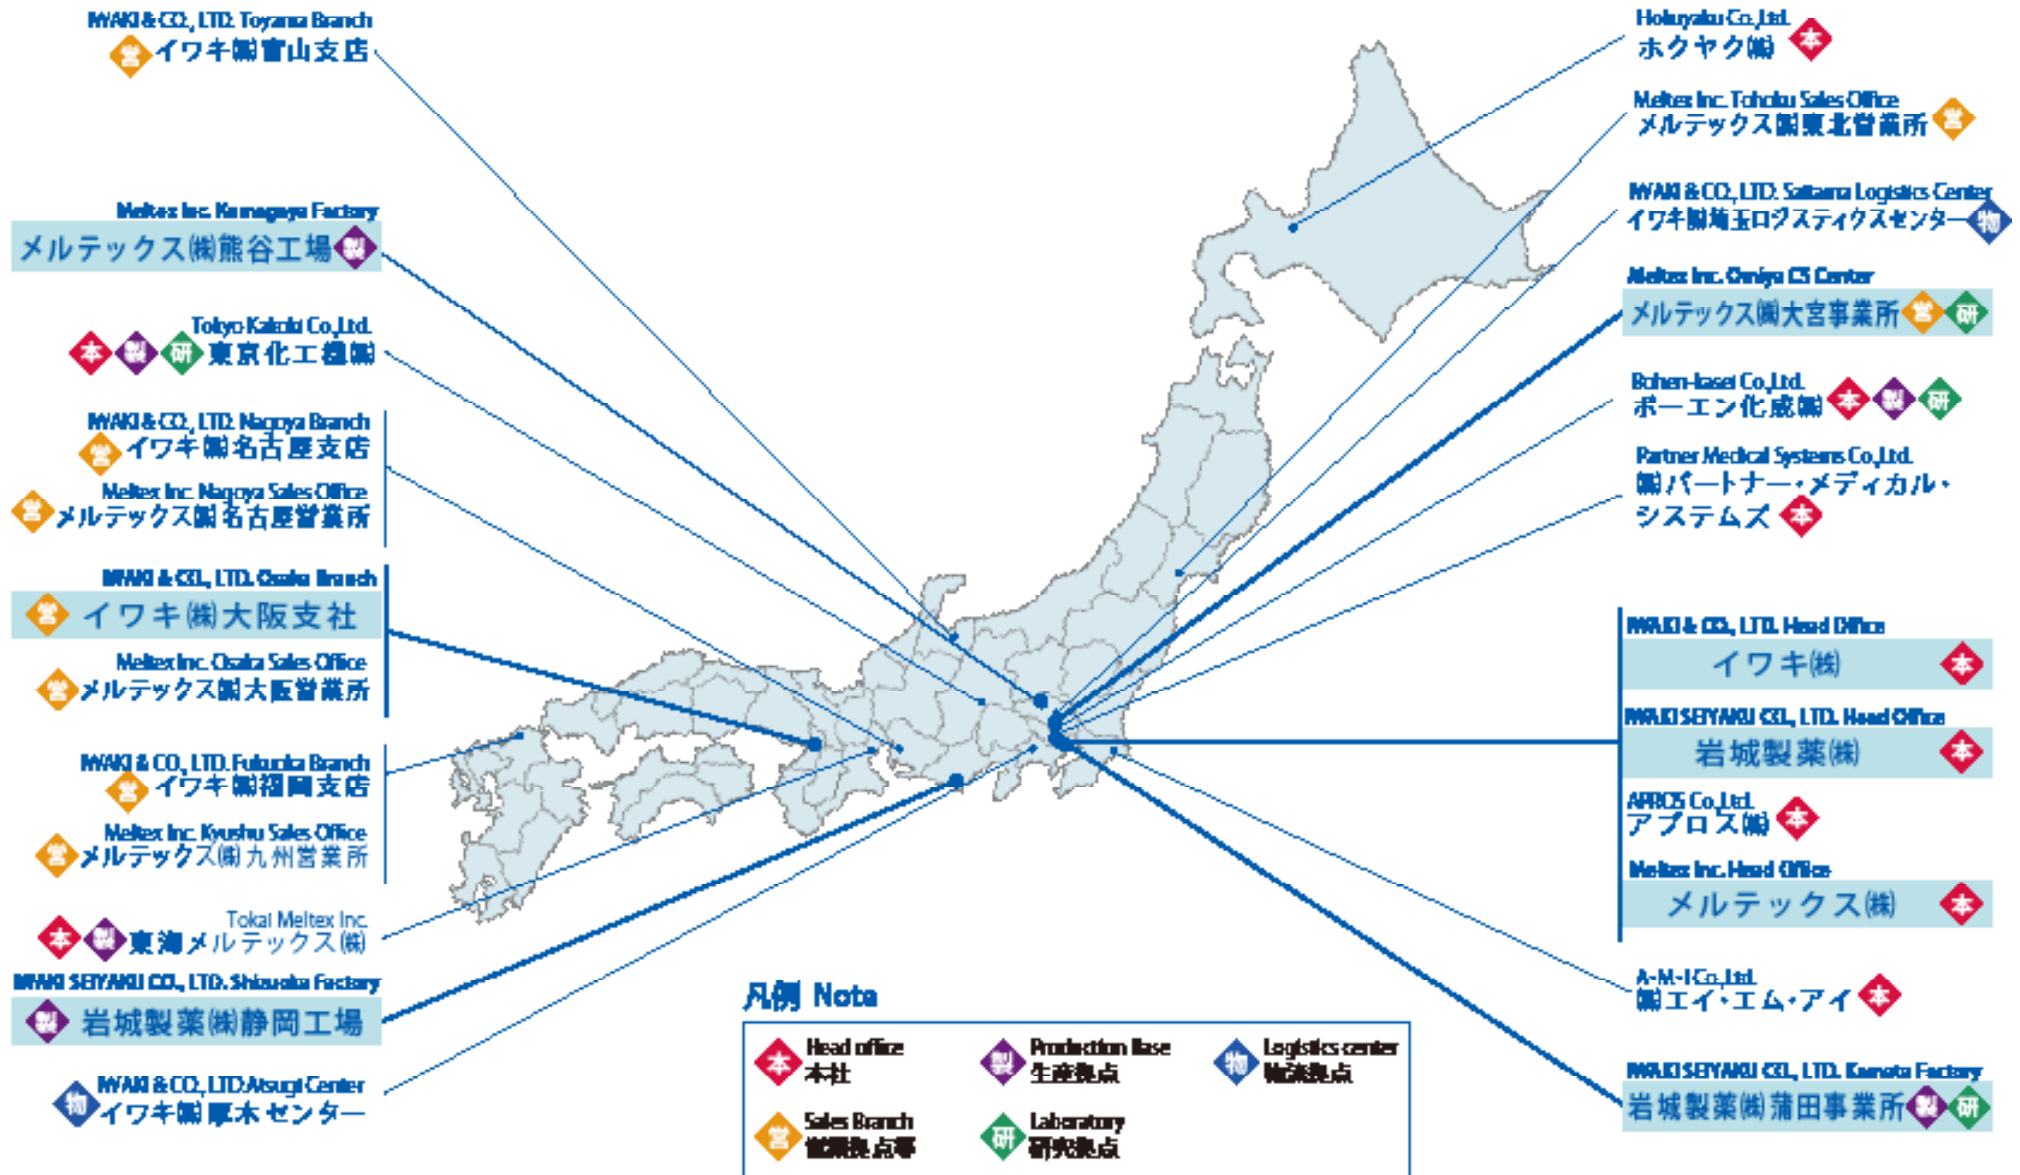 IWAKI & CO., LTD. Toyama Branch
営 イワキ㈱富山支店
Meltex Inc. Kumagaya Factory
メルテックス㈱熊谷工場 製
Tokyo Kakoki Co.,Ltd.
本 製 研 東京化工機㈱
IWAKI & CO., LTD. Nagoya Branch
営 イワキ㈱名古屋支店
Meltex Inc. Nagoya Sales Office
営 メルテックス㈱名古屋営業所
IWAKI & CO., LTD. Osaka Branch
営 イワキ㈱大阪支社
Meltex Inc. Osaka Sales Office
営 メルテックス㈱大阪営業所
IWAKI & CO., LTD. Fukuoka Branch
営 イワキ㈱福岡支店
Meltex Inc. Kyushu Sales Office
営 メルテックス㈱九州営業所
Tokai Meltex Inc.
本 製 東海メルテックス㈱
IWAKI SEIYAKU CO., LTD. Shizuoka Factory
製 岩城製薬㈱静岡工場
IWAKI & CO., LTD. Atsugi Center
物 イワキ㈱厚木センター
Hokuyaku Co.,Ltd.
ホクヤク㈱ 本
Meltex Inc. Tohoku Sales Office
メルテックス㈱東北営業所 営
IWAKI & CO., LTD. Saitama Logistics Center
イワキ㈱埼玉ロジスティクスセンター 物
Meltex Inc. Omiya CS Center
メルテックス㈱大宮事業所 営 研
Bohen-kasei Co.,Ltd.
ボーエン化成㈱ 本 製 研
Partner Medical Systems Co.,Ltd.
㈱パートナー・メディカル・
システムズ 本
IWAKI & CO., LTD. Head Office
イワキ㈱ 本
IWAKI SEIYAKU CO., LTD. Head Office
岩城製薬㈱ 本
APROS Co.,Ltd.
アプロス㈱ 本
Meltex Inc. Head Office
メルテックス㈱ 本
A-M-I Co.,Ltd.
㈱エイ・エム・アイ 本
IWAKI SEIYAKU CO., LTD. Kamata Factory
岩城製薬㈱蒲田事業所 製 研
凡例 Note
本 Head office
本社
製 Production Base
生産拠点
物 Logistics center
物流拠点
営 Sales Branch
営業拠点等
研 Laboratory
研究拠点